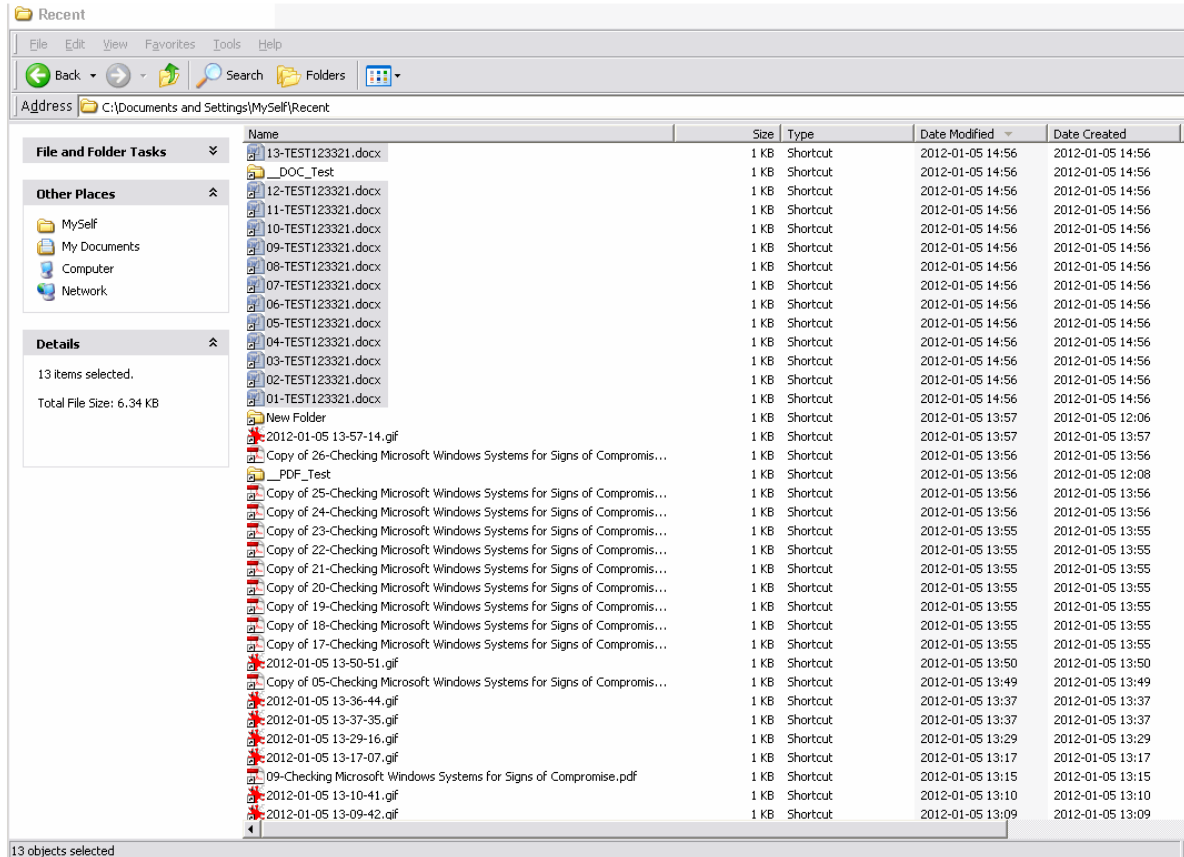 Recent
File Edit View Favorites Tools Help
Back Search Folders
Address C:\Documents and Settings\MySelf\Recent
File and Folder Tasks
Other Places
MySelf
My Documents
Computer
Network
Details
13 items selected.
Total File Size: 6.34 KB
Name Size Type Date Modified Date Created
13-TEST123321.docx 1 KB Shortcut 2012-01-05 14:56 2012-01-05 14:56
__DOC_Test 1 KB Shortcut 2012-01-05 14:56 2012-01-05 14:56
12-TEST123321.docx 1 KB Shortcut 2012-01-05 14:56 2012-01-05 14:56
11-TEST123321.docx 1 KB Shortcut 2012-01-05 14:56 2012-01-05 14:56
10-TEST123321.docx 1 KB Shortcut 2012-01-05 14:56 2012-01-05 14:56
09-TEST123321.docx 1 KB Shortcut 2012-01-05 14:56 2012-01-05 14:56
08-TEST123321.docx 1 KB Shortcut 2012-01-05 14:56 2012-01-05 14:56
07-TEST123321.docx 1 KB Shortcut 2012-01-05 14:56 2012-01-05 14:56
06-TEST123321.docx 1 KB Shortcut 2012-01-05 14:56 2012-01-05 14:56
05-TEST123321.docx 1 KB Shortcut 2012-01-05 14:56 2012-01-05 14:56
04-TEST123321.docx 1 KB Shortcut 2012-01-05 14:56 2012-01-05 14:56
03-TEST123321.docx 1 KB Shortcut 2012-01-05 14:56 2012-01-05 14:56
02-TEST123321.docx 1 KB Shortcut 2012-01-05 14:56 2012-01-05 14:56
01-TEST123321.docx 1 KB Shortcut 2012-01-05 14:56 2012-01-05 14:56
New Folder 1 KB Shortcut 2012-01-05 13:57 2012-01-05 12:06
2012-01-05 13-57-14.gif 1 KB Shortcut 2012-01-05 13:57 2012-01-05 13:57
Copy of 26-Checking Microsoft Windows Systems for Signs of Compromis... 1 KB Shortcut 2012-01-05 13:56 2012-01-05 13:56
__PDF_Test 1 KB Shortcut 2012-01-05 13:56 2012-01-05 12:08
Copy of 25-Checking Microsoft Windows Systems for Signs of Compromis... 1 KB Shortcut 2012-01-05 13:56 2012-01-05 13:56
Copy of 24-Checking Microsoft Windows Systems for Signs of Compromis... 1 KB Shortcut 2012-01-05 13:56 2012-01-05 13:56
Copy of 23-Checking Microsoft Windows Systems for Signs of Compromis... 1 KB Shortcut 2012-01-05 13:55 2012-01-05 13:55
Copy of 22-Checking Microsoft Windows Systems for Signs of Compromis... 1 KB Shortcut 2012-01-05 13:55 2012-01-05 13:55
Copy of 21-Checking Microsoft Windows Systems for Signs of Compromis... 1 KB Shortcut 2012-01-05 13:55 2012-01-05 13:55
Copy of 20-Checking Microsoft Windows Systems for Signs of Compromis... 1 KB Shortcut 2012-01-05 13:55 2012-01-05 13:55
Copy of 19-Checking Microsoft Windows Systems for Signs of Compromis... 1 KB Shortcut 2012-01-05 13:55 2012-01-05 13:55
Copy of 18-Checking Microsoft Windows Systems for Signs of Compromis... 1 KB Shortcut 2012-01-05 13:55 2012-01-05 13:55
Copy of 17-Checking Microsoft Windows Systems for Signs of Compromis... 1 KB Shortcut 2012-01-05 13:55 2012-01-05 13:55
2012-01-05 13-50-51.gif 1 KB Shortcut 2012-01-05 13:50 2012-01-05 13:50
Copy of 05-Checking Microsoft Windows Systems for Signs of Compromis... 1 KB Shortcut 2012-01-05 13:49 2012-01-05 13:49
2012-01-05 13-36-44.gif 1 KB Shortcut 2012-01-05 13:37 2012-01-05 13:37
2012-01-05 13-37-35.gif 1 KB Shortcut 2012-01-05 13:37 2012-01-05 13:37
2012-01-05 13-29-16.gif 1 KB Shortcut 2012-01-05 13:29 2012-01-05 13:29
2012-01-05 13-17-07.gif 1 KB Shortcut 2012-01-05 13:17 2012-01-05 13:17
09-Checking Microsoft Windows Systems for Signs of Compromise.pdf 1 KB Shortcut 2012-01-05 13:15 2012-01-05 13:15
2012-01-05 13-10-41.gif 1 KB Shortcut 2012-01-05 13:10 2012-01-05 13:10
2012-01-05 13-09-42.gif 1 KB Shortcut 2012-01-05 13:09 2012-01-05 13:09
13 objects selected